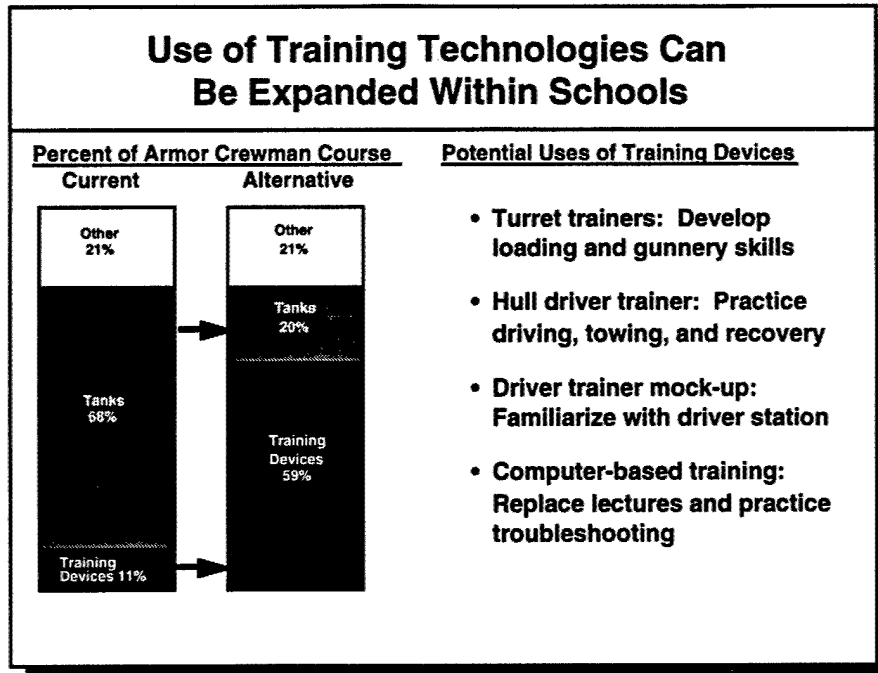 Use of Training Technologies Can
Be Expanded Within Schools
Percent of Armor Crewman Course
Current
Alternative
Other
21%
Tanks
68%
Training
Devices 11%
Other
21%
Tanks
20%
Training
Devices
59%
Potential Uses of Training Devices
• Turret trainers: Develop
loading and gunnery skills
• Hull driver trainer: Practice
driving, towing, and recovery
• Driver trainer mock-up:
Familiarize with driver station
• Computer-based training:
Replace lectures and practice
troubleshooting